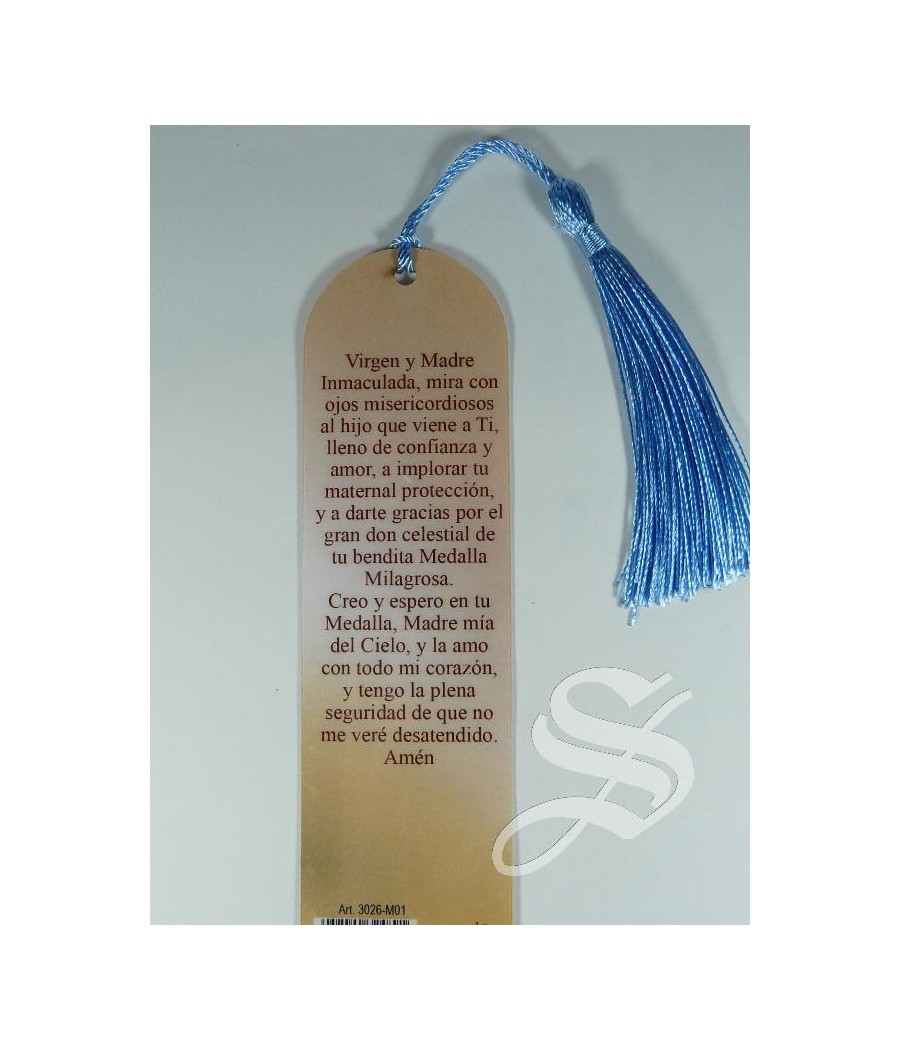 Virgen y Madre
Inmaculada, mira con
ojos misericordiosos
al hijo que viene a Ti,
lleno de confianza y
amor, a implorar tu
maternal protección,
y a darte gracias por el
gran don celestial de
tu bendita Medalla
Milagrosa.
Creo y espero en tu
Medalla, Madre mía
del Cielo, y la amo
con todo mi corazón,
y tengo la plena
seguridad de que no
me veré desatendido.
Amén
S
Art. 3026-M01